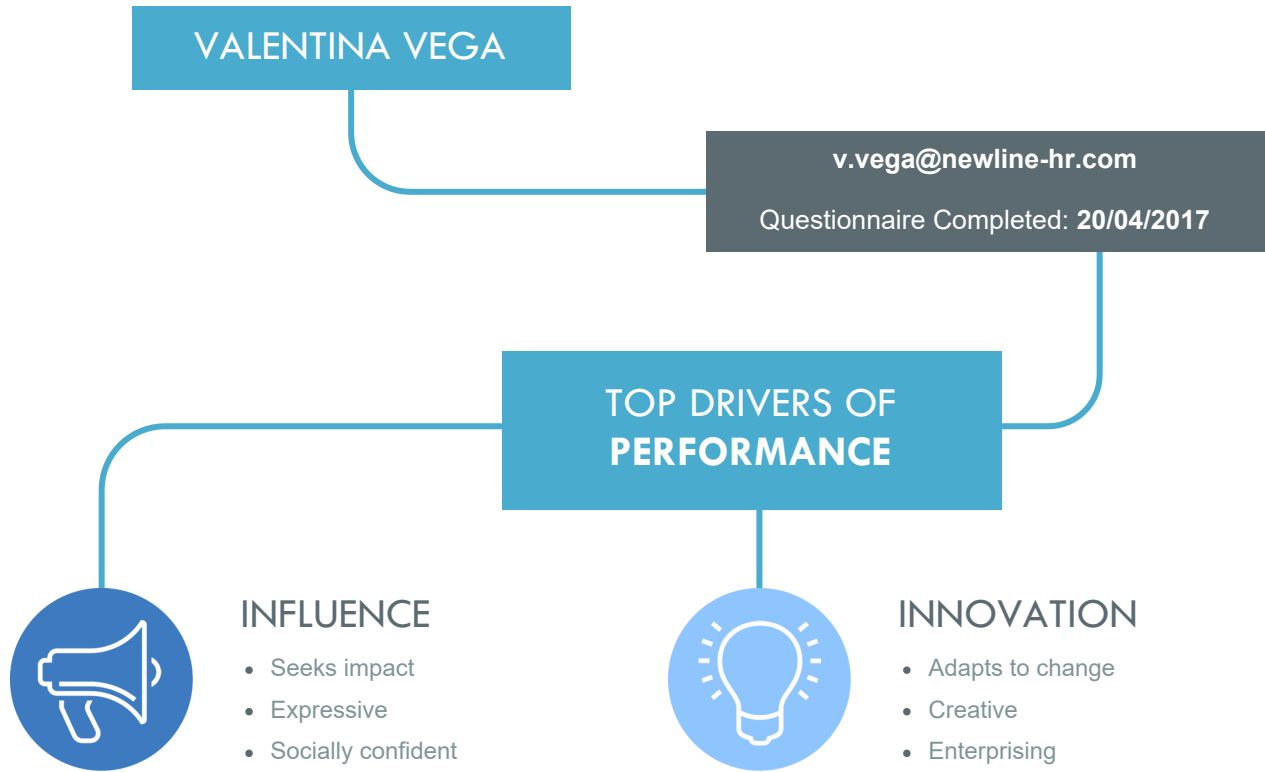 VALENTINA VEGA
v.vega@newline-hr.com
Questionnaire Completed: 20/04/2017
TOP DRIVERS OF
PERFORMANCE
INFLUENCE
• Seeks impact
• Expressive
• Socially confident
INNOVATION
• Adapts to change
• Creative
• Enterprising